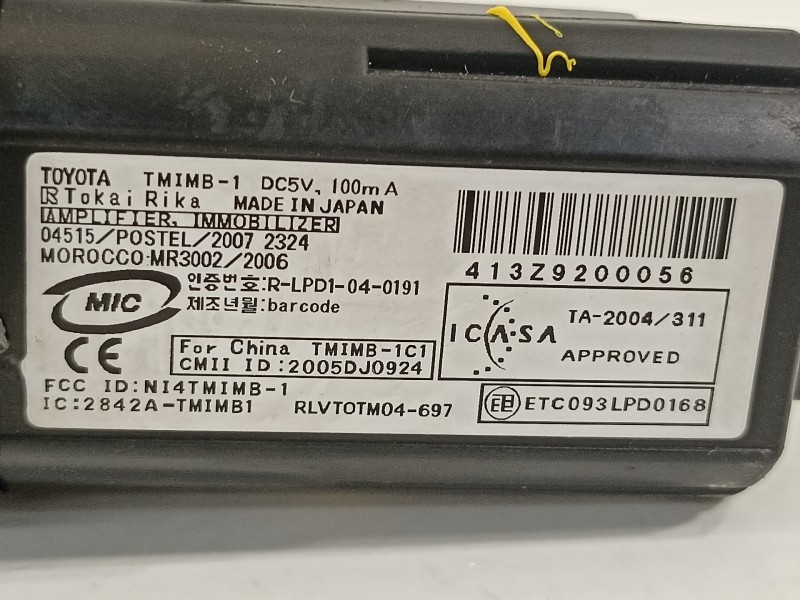 TOYOTA TMIMB-1 DC5V, 100mA
Tokai Rika MADE IN JAPAN
AMPLIFIER, IMMOBILIZER
04515/POSTEL/2007 2324
MOROCCO:MR3002/2006
MIC
인증번호:R-LPD1-04-0191
제조년월:barcode
CE
For China TMIMB-1C1
CMII ID:2005DJ0924
FCC ID:NI4TMIMB-1
IC:2842A-TMIMB1 RLVTOTM04-697
413Z9200056
ICASA
TA-2004/311
APPROVED
ETC093LPD0168